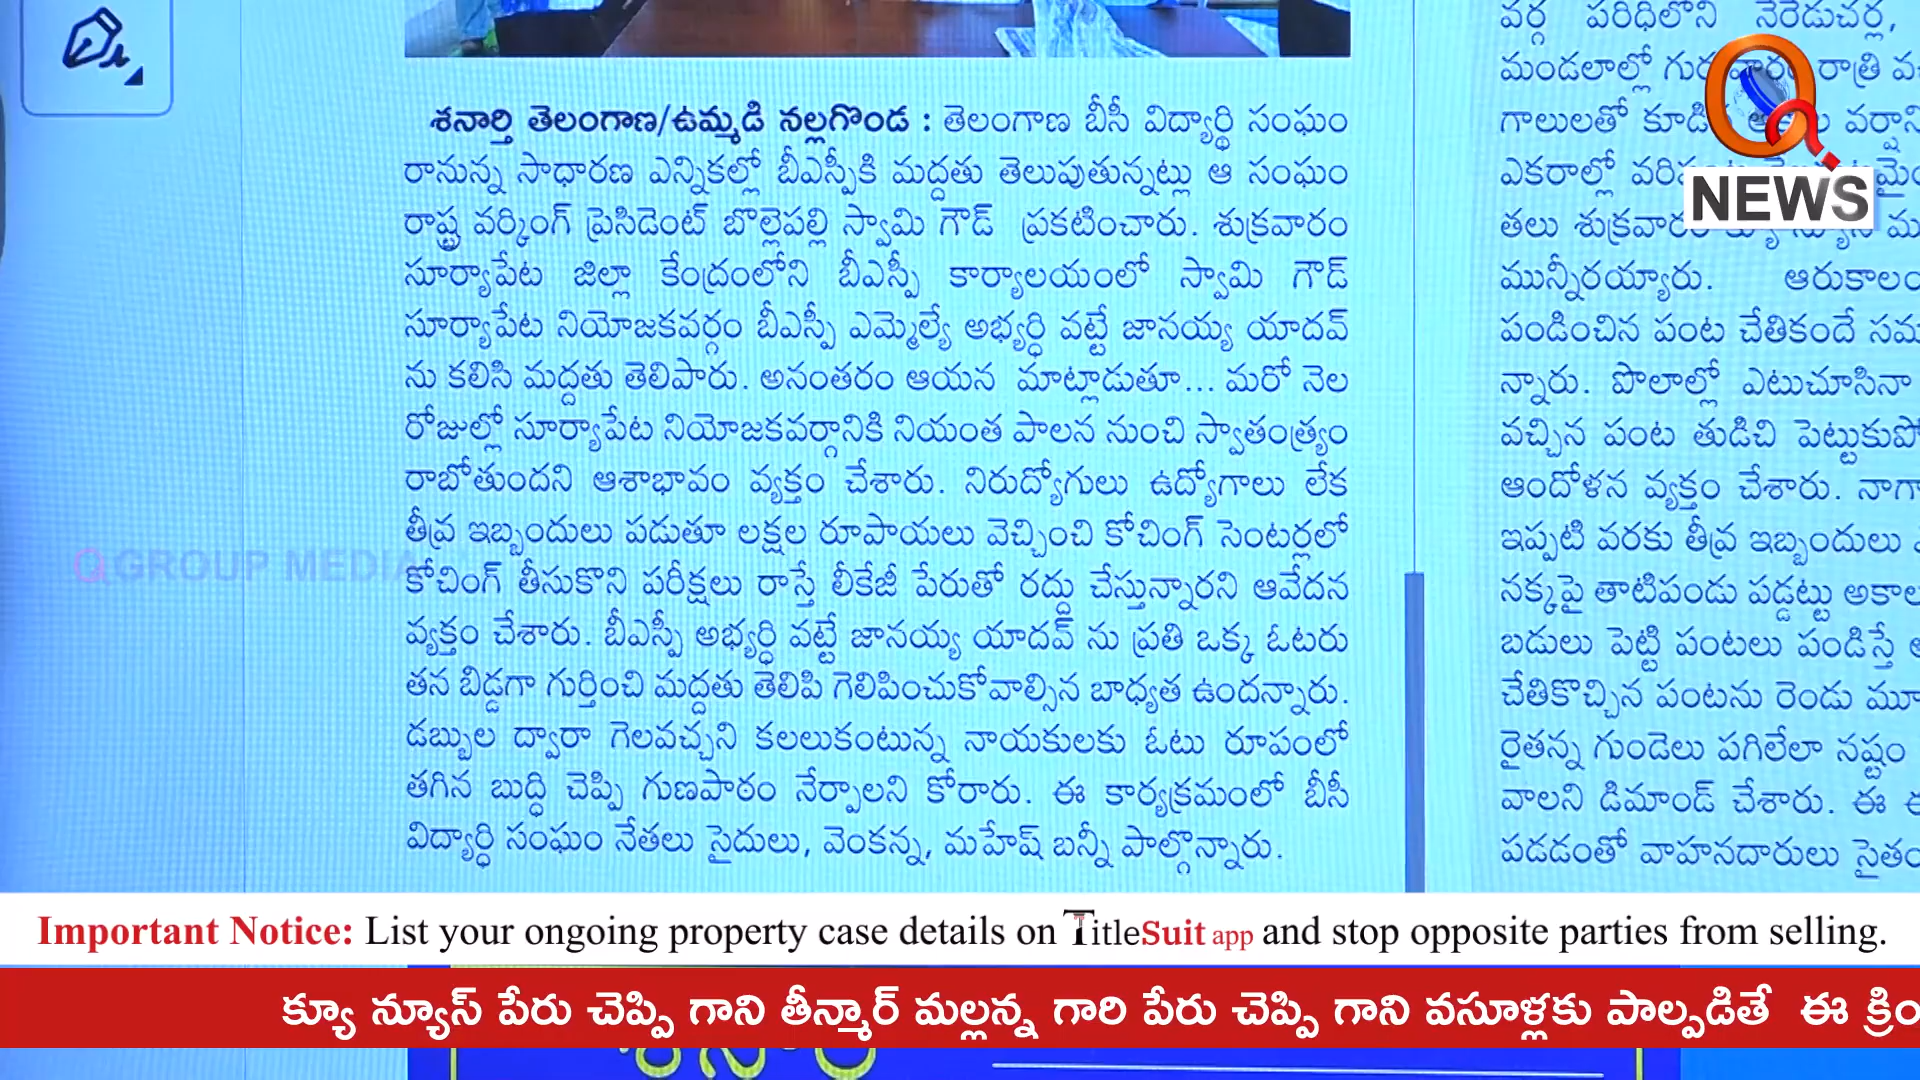 శనార్తి తెలంగాణ/ఉమ్మడి నల్లగొండ : తెలంగాణ బీసీ విద్యార్థి సంఘం
రానున్న సాధారణ ఎన్నికల్లో బీఎస్పీకి మద్దతు తెలుపుతున్నట్లు ఆ సంఘం
రాష్ట్ర వర్కింగ్ ప్రెసిడెంట్ బొల్లెపల్లి స్వామి గౌడ్ ప్రకటించారు. శుక్రవారం
సూర్యాపేట జిల్లా కేంద్రంలోని బీఎస్పీ కార్యాలయంలో స్వామి గౌడ్
సూర్యాపేట నియోజకవర్గం బీఎస్పీ ఎమ్మెల్యే అభ్యర్ధి వట్టే జానయ్య యాదవ్
ను కలిసి మద్దతు తెలిపారు. అనంతరం ఆయన మాట్లాడుతూ... మరో నెల
రోజుల్లో సూర్యాపేట నియోజకవర్గానికి నియంత పాలన నుంచి స్వాతంత్ర్యం
రాబోతుందని ఆశాభావం వ్యక్తం చేశారు. నిరుద్యోగులు ఉద్యోగాలు లేక
తీవ్ర ఇబ్బందులు పడుతూ లక్షల రూపాయలు వెచ్చించి కోచింగ్ సెంటర్లలో
కోచింగ్ తీసుకొని పరీక్షలు రాస్తే లీకేజీ పేరుతో రద్దు చేస్తున్నారని ఆవేదన
వ్యక్తం చేశారు. బీఎస్పీ అభ్యర్ధి వట్టే జానయ్య యాదవ్ ను ప్రతి ఒక్క ఓటరు
తన బిడ్డగా గుర్తించి మద్దతు తెలిపి గెలిపించుకోవాల్సిన బాధ్యత ఉందన్నారు.
డబ్బుల ద్వారా గెలవచ్చని కలలుకంటున్న నాయకులకు ఓటు రూపంలో
తగిన బుద్ధి చెప్పి గుణపాఠం నేర్పాలని కోరారు. ఈ కార్యక్రమంలో బీసీ
విద్యార్ధి సంఘం నేతలు సైదులు, వెంకన్న, మహేష్ బన్నీ పాల్గొన్నారు.
వర్గ పరిధిలోని నేరేడుచర్ల,
మండలాల్లో రాత్రి
గాలులతో
ఎకరాల్లో
తలు
మున్నీరయ్యారు. ఆరుకాలం
పండించిన పంట చేతికందే
న్నారు. పొలాల్లో ఎటుచూసినా
వచ్చిన పంట తుడిచి
ఆందోళన వ్యక్తం చేశారు.
ఇప్పటి వరకు తీవ్ర ఇబ్బందులు
నక్కపై తాటిపండు పడ్డట్టు
బడులు పెట్టి పంటలు పండిస్తే
చేతికొచ్చిన పంటను రెండు
రైతన్న గుండెలు పగిలేలా నష్టం
వాలని డిమాండ్ చేశారు. ఈ
పడడంతో వాహనదారులు సైతం
Q
NEWS
Q GROUP MEDIA
Important Notice: List your ongoing property case details on TitleSuit app and stop opposite parties from selling.
క్యూ న్యూస్ పేరు చెప్పి గాని తీన్మార్ మల్లన్న గారి పేరు చెప్పి గాని వసూళ్లకు పాల్పడితే ఈ